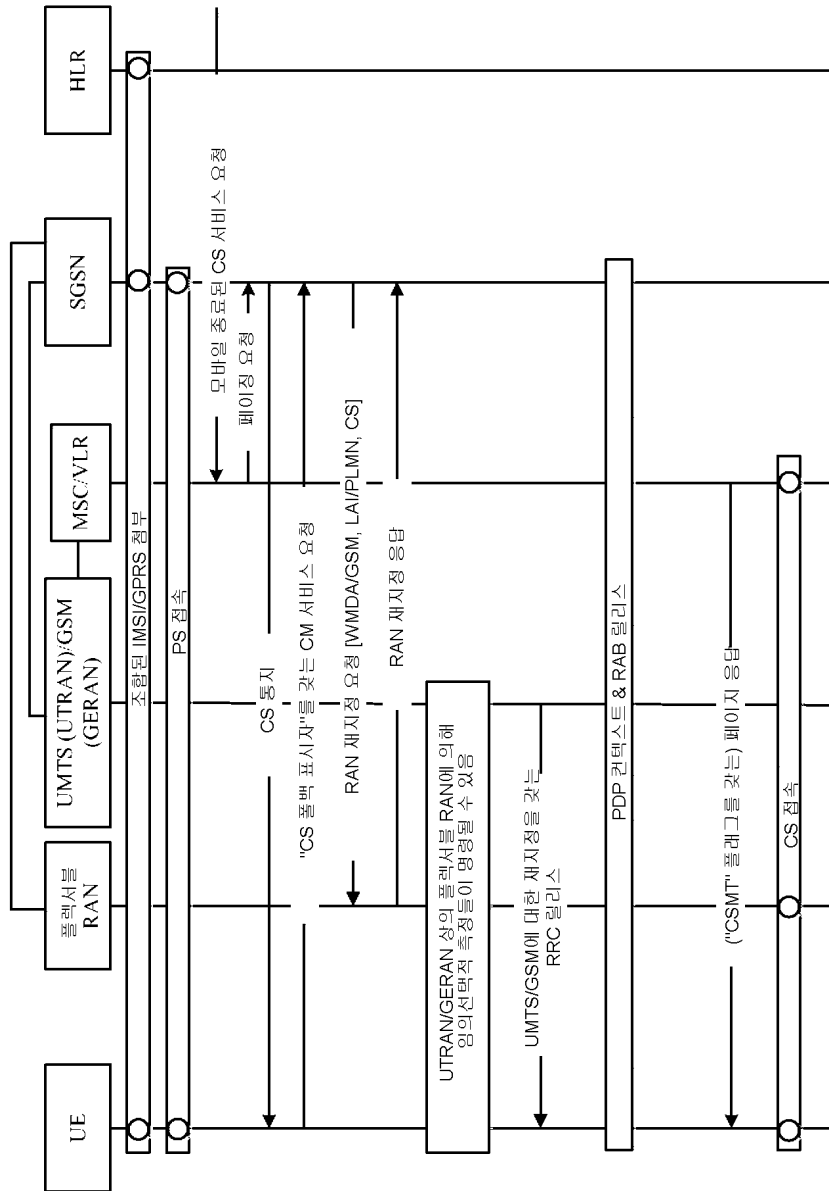 UE
플렉서블
RAN
UMTS (UTRAN)/GSM
(GERAN)
MSC/VLR
SGSN
HLR
조합된 IMSI/GPRS 첨부
PS 접속
모바일 종료된 CS 서비스 요청
페이징 요청
CS 통지
"CS 폴백 표시자"를 갖는 CM 서비스 요청
RAN 재지정 요청 [WMDA/GSM, LAI/PLMN, CS]
RAN 재지정 응답
UTRAN/GERAN 상의 플렉서블 RAN에 의해
임의선택적 측정들이 명령될 수 있음
UMTS/GSM에 대한 재지정을 갖는
RRC 릴리스
PDP 컨텍스트 & RAB 릴리스
("CSMT" 플래그를 갖는) 페이지 응답
CS 접속